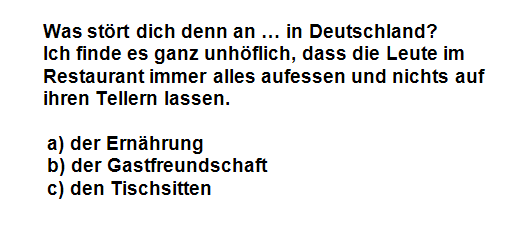 Was stört dich denn an … in Deutschland?
Ich finde es ganz unhöflich, dass die Leute im
Restaurant immer alles aufessen und nichts auf
ihren Tellern lassen.
a) der Ernährung
b) der Gastfreundschaft
c) den Tischsitten